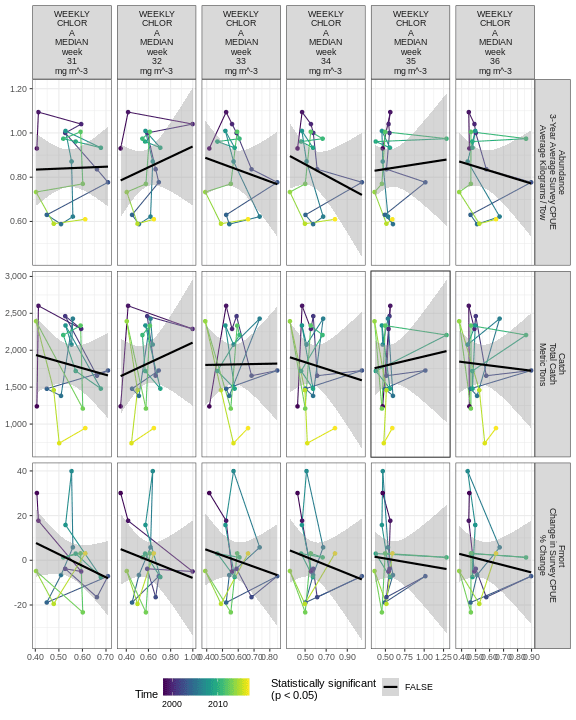 WEEKLY
CHLOR
A
MEDIAN
week
31
mg m^-3
WEEKLY
CHLOR
A
MEDIAN
week
32
mg m^-3
WEEKLY
CHLOR
A
MEDIAN
week
33
mg m^-3
WEEKLY
CHLOR
A
MEDIAN
week
34
mg m^-3
WEEKLY
CHLOR
A
MEDIAN
week
35
mg m^-3
WEEKLY
CHLOR
A
MEDIAN
week
36
mg m^-3
1.20
1.00
0.80
0.60
Abundance
3-Year Average Survey CPUE
Average Kilograms / Tow
3,000
2,500
2,000
1,500
1,000
Catch
Total Catch
Metric Tons
40
20
0
-20
Fmort
Change in Survey CPUE
% Change
0.40 0.50 0.60 0.70
0.40 0.60 0.80 1.00
0.40 0.50 0.60 0.70 0.80
0.50 0.70 0.90
0.50 0.75 1.00 1.25
0.40 0.50 0.60 0.70 0.80 0.90
Time
2000 2010
Statistically significant
(p < 0.05)
FALSE